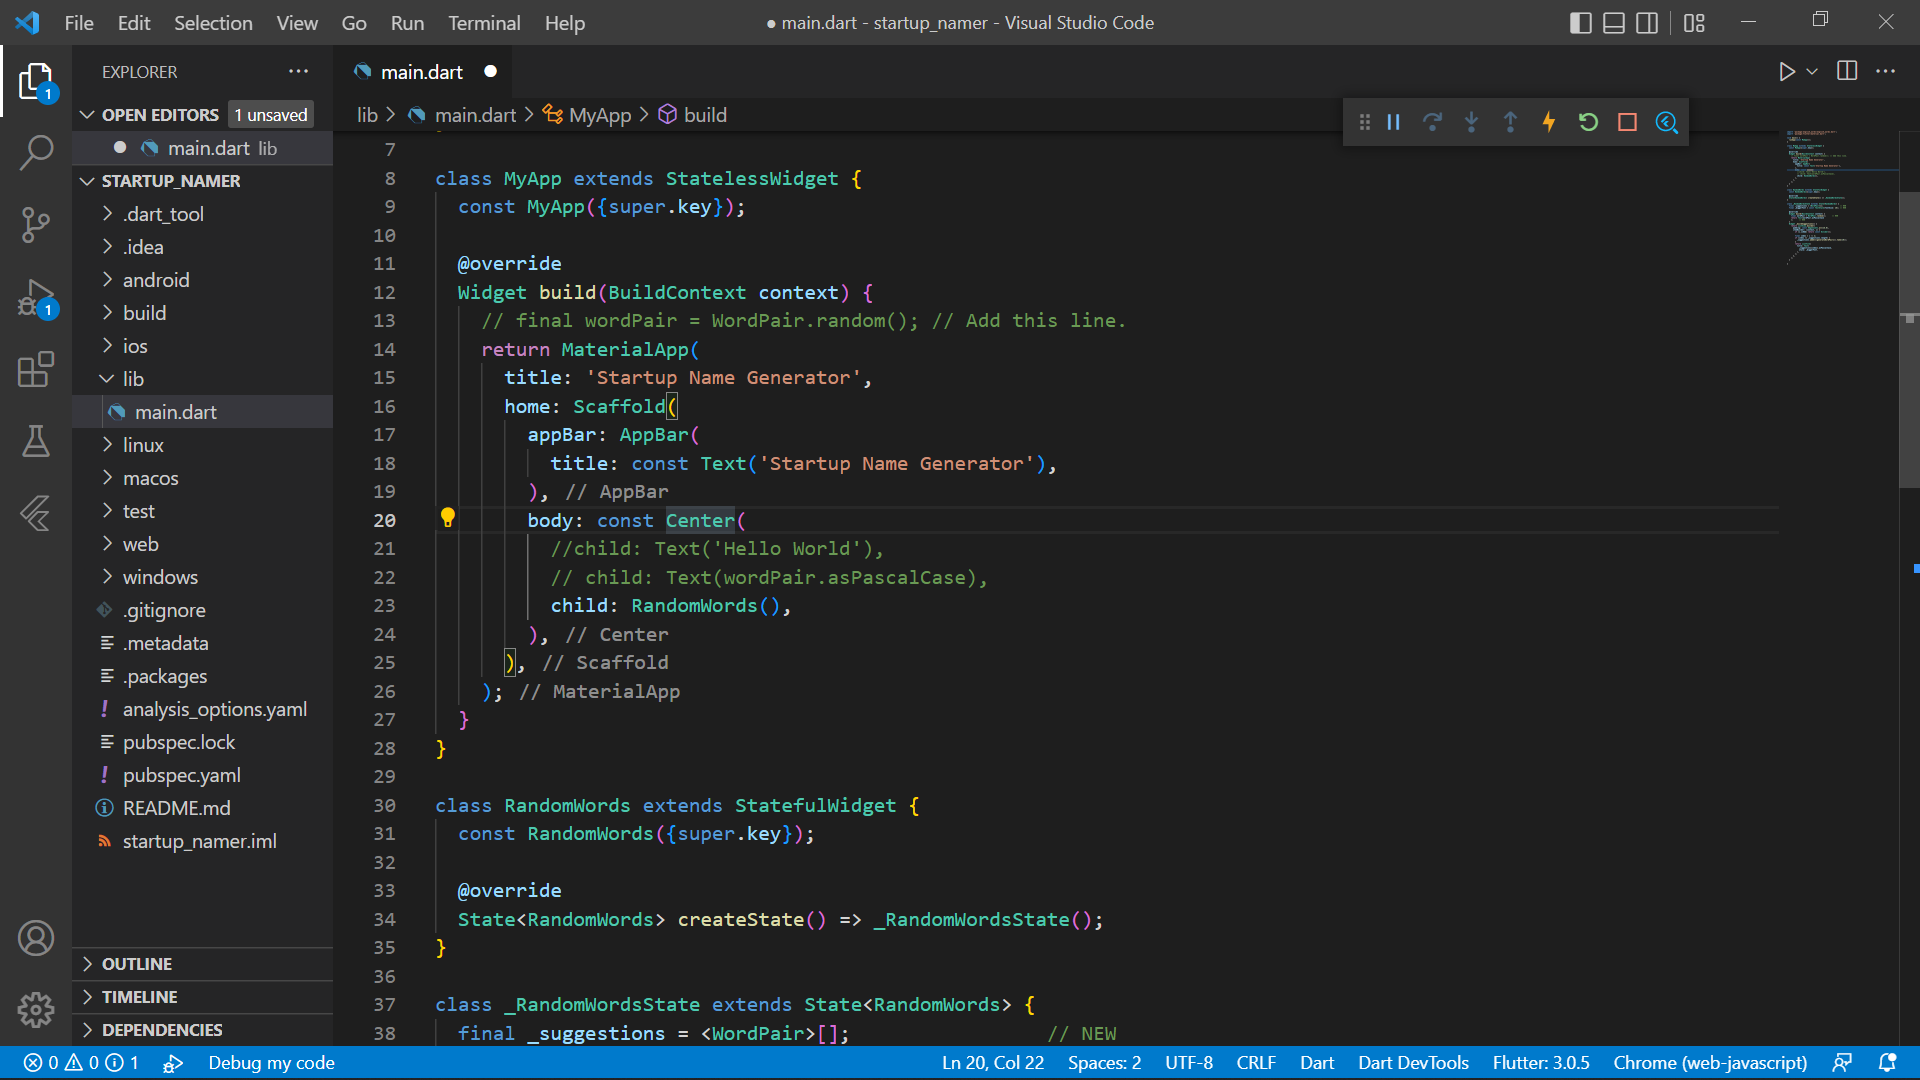 File Edit Selection View Go Run Terminal Help
● main.dart - startup_namer - Visual Studio Code
EXPLORER
main.dart
1
OPEN EDITORS 1 unsaved
lib > main.dart > MyApp > build
main.dart lib
STARTUP_NAMER
.dart_tool
.idea
android
1
build
ios
lib
main.dart
linux
macos
test
web
windows
.gitignore
.metadata
.packages
analysis_options.yaml
pubspec.lock
pubspec.yaml
README.md
startup_namer.iml
OUTLINE
TIMELINE
DEPENDENCIES
7
8 class MyApp extends StatelessWidget {
9 const MyApp({super.key});
10
11 @override
12 Widget build(BuildContext context) {
13 // final wordPair = WordPair.random(); // Add this line.
14 return MaterialApp(
15 title: 'Startup Name Generator',
16 home: Scaffold(
17 appBar: AppBar(
18 title: const Text('Startup Name Generator'),
19 ), // AppBar
20 body: const Center(
21 //child: Text('Hello World'),
22 // child: Text(wordPair.asPascalCase),
23 child: RandomWords(),
24 ), // Center
25 ), // Scaffold
26 ); // MaterialApp
27 }
28 }
29
30 class RandomWords extends StatefulWidget {
31 const RandomWords({super.key});
32
33 @override
34 State<RandomWords> createState() => _RandomWordsState();
35 }
36
37 class _RandomWordsState extends State<RandomWords> {
38 final _suggestions = <WordPair>[]; // NEW
0 0 1 Debug my code Ln 20, Col 22 Spaces: 2 UTF-8 CRLF Dart Dart DevTools Flutter: 3.0.5 Chrome (web-javascript)